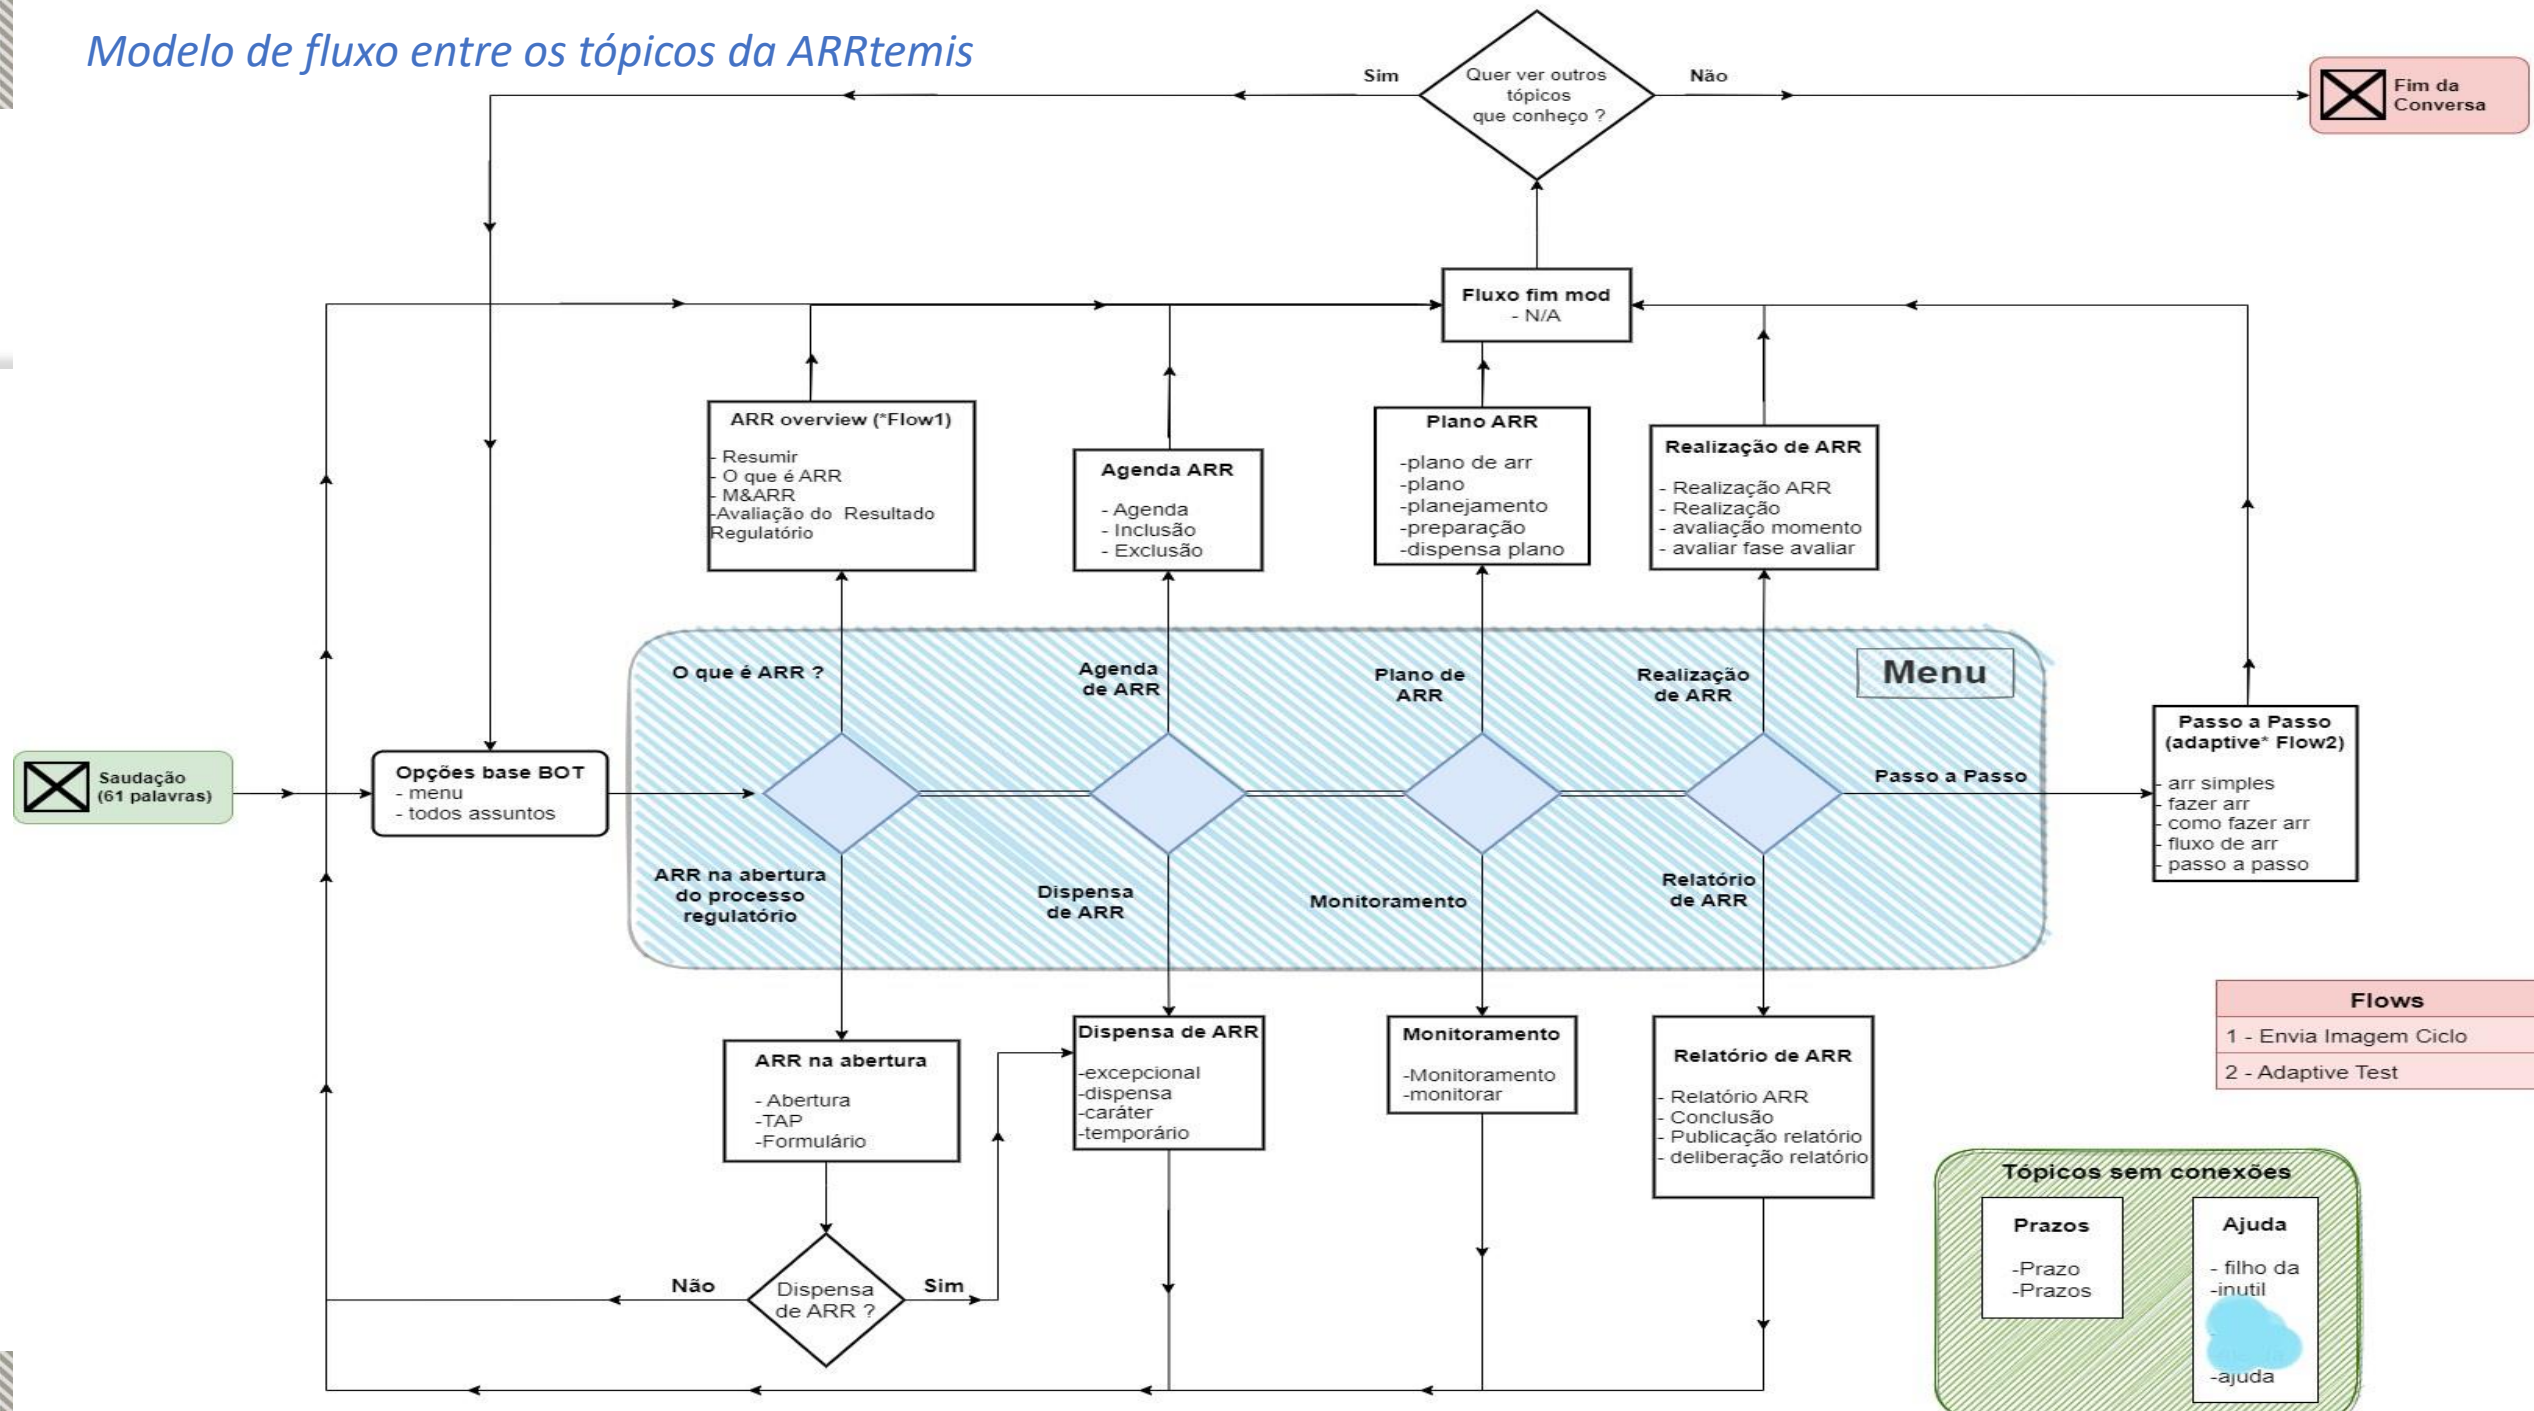 Modelo de fluxo entre os tópicos da ARRtemis
Sim
Quer ver outros
tópicos
que conheço ?
Não
Fim da
Conversa
Fluxo fim mod
- N/A
ARR overview (*Flow1)
- Resumir
- O que é ARR
- M&ARR
-Avaliação do Resultado
Regulatório
Agenda ARR
- Agenda
- Inclusão
- Exclusão
Plano ARR
-plano de arr
-plano
-planejamento
-preparação
-dispensa plano
Realização de ARR
- Realização ARR
- Realização
- avaliação momento
- avaliar fase avaliar
O que é ARR ?
Agenda
de ARR
Plano de
ARR
Realização
de ARR
Menu
Saudação
(61 palavras)
Opções base BOT
- menu
- todos assuntos
Passo a Passo
Passo a Passo
(adaptive* Flow2)
- arr simples
- fazer arr
- como fazer arr
- fluxo de arr
- passo a passo
ARR na abertura
do processo
regulatório
Dispensa
de ARR
Monitoramento
Relatório
de ARR
ARR na abertura
- Abertura
-TAP
-Formulário
Dispensa de ARR
-excepcional
-dispensa
-caráter
-temporário
Monitoramento
-Monitoramento
-monitorar
Relatório de ARR
- Relatório ARR
- Conclusão
- Publicação relatório
- deliberação relatório
Flows
1 - Envia Imagem Ciclo
2 - Adaptive Test
Não
Dispensa
de ARR ?
Sim
Tópicos sem conexões
Prazos
-Prazo
-Prazos
Ajuda
- filho da
-inutil
-ajuda